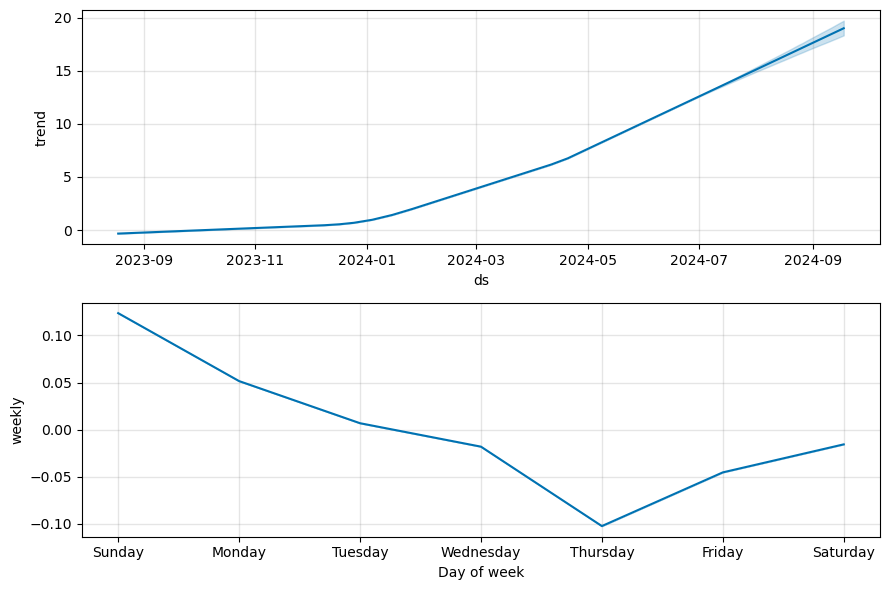 20
15
10
5
0
trend
2023-09 2023-11 2024-01 2024-03 2024-05 2024-07 2024-09
ds
0.10
0.05
0.00
−0.05
−0.10
weekly
Sunday Monday Tuesday Wednesday Thursday Friday Saturday
Day of week